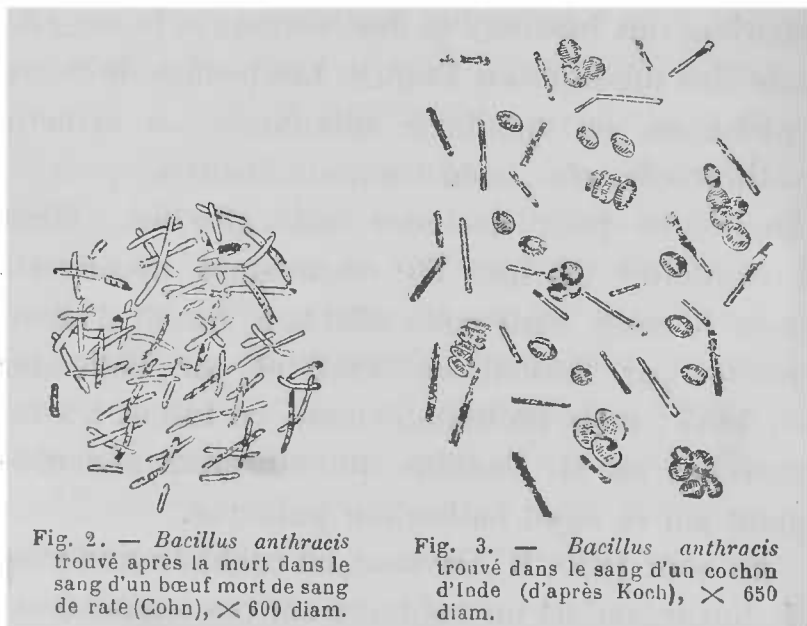 Fig. 2. — Bacillus anthracis
trouvé après la mort dans le
sang d'un bœuf mort de sang
de rate (Cohn), × 600 diam.
Fig. 3. — Bacillus anthracis
trouvé dans le sang d'un cochon
d'Inde (d'après Koch), × 650
diam.